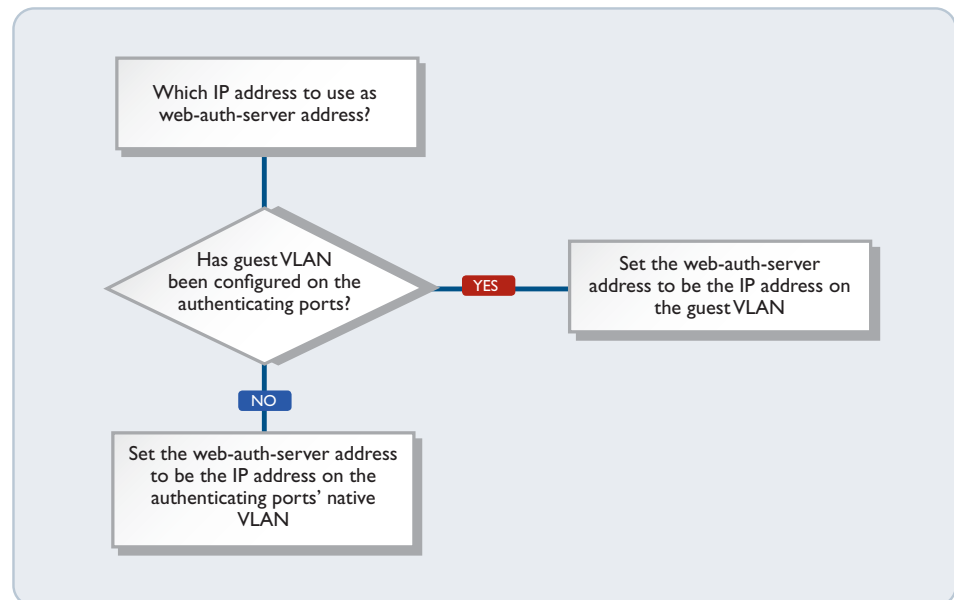 Which IP address to use as
web-auth-server address?
Has guest VLAN
been configured on the
authenticating ports?
YES
Set the web-auth-server
address to be the IP address on
the guest VLAN
NO
Set the web-auth-server address
to be the IP address on the
authenticating ports’ native
VLAN